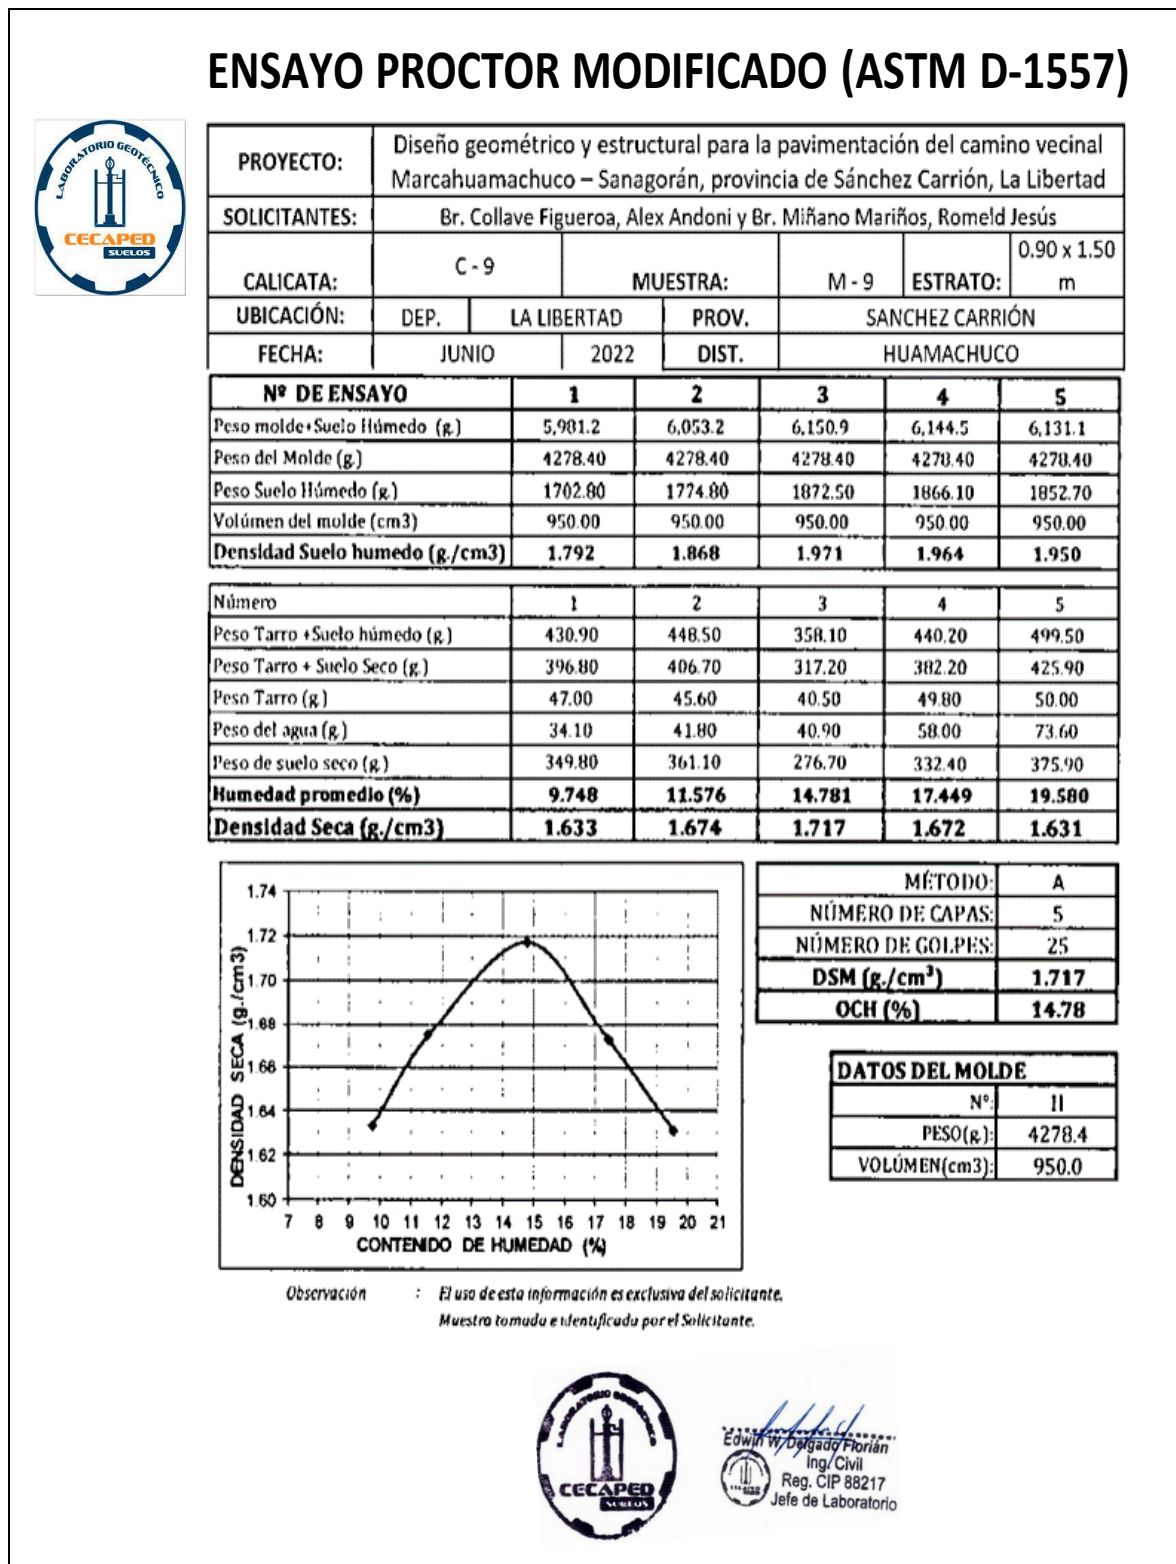 ENSAYO PROCTOR MODIFICADO (ASTM D-1557)
LABORATORIO GEOTÉCNICO
CECAPED
SUELOS
PROYECTO: Diseño geométrico y estructural para la pavimentación del camino vecinal
Marcahuamachuco – Sanagorán, provincia de Sánchez Carrión, La Libertad
SOLICITANTES: Br. Collave Figueroa, Alex Andoni y Br. Miñano Mariños, Romeld Jesús
CALICATA: C - 9 MUESTRA: M - 9 ESTRATO: 0.90 x 1.50 m
UBICACIÓN: DEP. LA LIBERTAD PROV. SANCHEZ CARRIÓN
FECHA: JUNIO 2022 DIST. HUAMACHUCO
Nº DE ENSAYO 1 2 3 4 5
Peso molde+Suelo Húmedo (g.) 5,981.2 6,053.2 6,150.9 6,144.5 6,131.1
Peso del Molde (g.) 4278.40 4278.40 4278.40 4278.40 4278.40
Peso Suelo Húmedo (g.) 1702.80 1774.80 1872.50 1866.10 1852.70
Volúmen del molde (cm3) 950.00 950.00 950.00 950.00 950.00
Densidad Suelo humedo (g./cm3) 1.792 1.868 1.971 1.964 1.950
Número 1 2 3 4 5
Peso Tarro +Suelo húmedo (g.) 430.90 448.50 358.10 440.20 499.50
Peso Tarro + Suelo Seco (g.) 396.80 406.70 317.20 382.20 425.90
Peso Tarro (g.) 47.00 45.60 40.50 49.80 50.00
Peso del agua (g.) 34.10 41.80 40.90 58.00 73.60
Peso de suelo seco (g.) 349.80 361.10 276.70 332.40 375.90
Humedad promedio (%) 9.748 11.576 14.781 17.449 19.580
Densidad Seca (g./cm3) 1.633 1.674 1.717 1.672 1.631
DENSIDAD SECA (g./cm3)
1.74
1.72
1.70
1.68
1.66
1.64
1.62
1.60
7 8 9 10 11 12 13 14 15 16 17 18 19 20 21
CONTENIDO DE HUMEDAD (%)
MÉTODO: A
NÚMERO DE CAPAS: 5
NÚMERO DE GOLPES: 25
DSM (g./cm³) 1.717
OCH (%) 14.78
DATOS DEL MOLDE
Nº: II
PESO(g.): 4278.4
VOLÚMEN(cm3): 950.0
Observación : El uso de esta información es exclusiva del solicitante.
Muestra tomada e identificada por el Solicitante.
LABORATORIO GEOTÉCNICO
CECAPED
SUELOS
Edwin W. Delgado Florián
Ing. Civil
Reg. CIP 88217
Jefe de Laboratorio